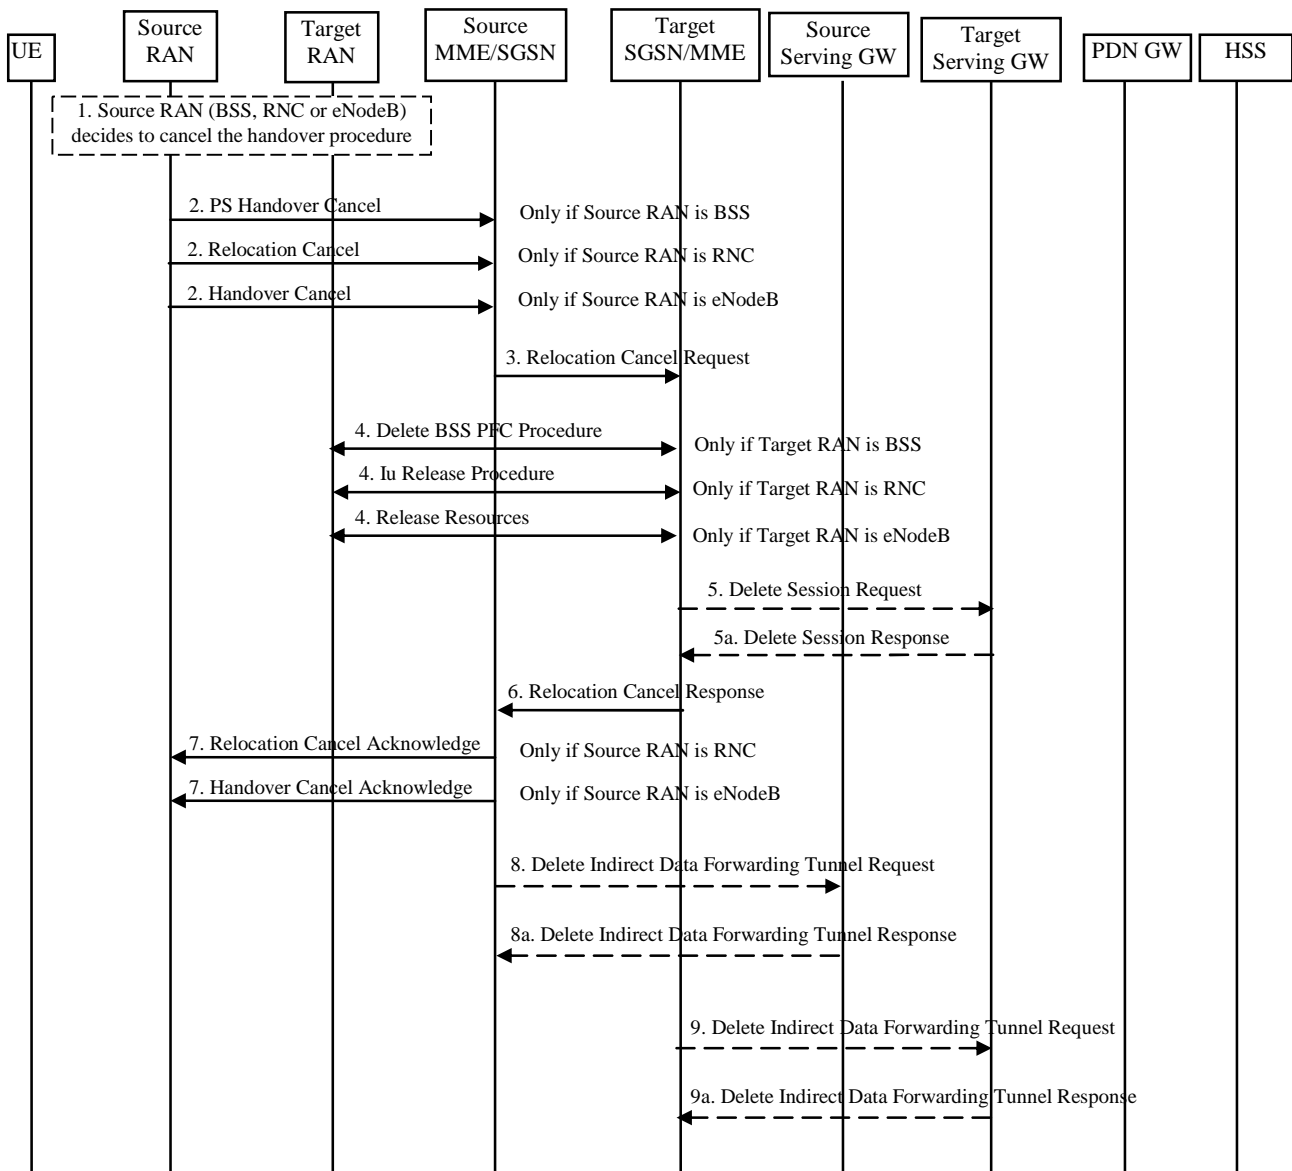 UE
Source
RAN
Target
RAN
Source
MME/SGSN
Target
SGSN/MME
Source
Serving GW
Target
Serving GW
PDN GW
HSS
1. Source RAN (BSS, RNC or eNodeB)
decides to cancel the handover procedure
2. PS Handover Cancel
Only if Source RAN is BSS
2. Relocation Cancel
Only if Source RAN is RNC
2. Handover Cancel
Only if Source RAN is eNodeB
3. Relocation Cancel Request
4. Delete BSS PFC Procedure
Only if Target RAN is BSS
4. Iu Release Procedure
Only if Target RAN is RNC
4. Release Resources
Only if Target RAN is eNodeB
5. Delete Session Request
5a. Delete Session Response
6. Relocation Cancel Response
7. Relocation Cancel Acknowledge
Only if Source RAN is RNC
7. Handover Cancel Acknowledge
Only if Source RAN is eNodeB
8. Delete Indirect Data Forwarding Tunnel Request
8a. Delete Indirect Data Forwarding Tunnel Response
9. Delete Indirect Data Forwarding Tunnel Request
9a. Delete Indirect Data Forwarding Tunnel Response